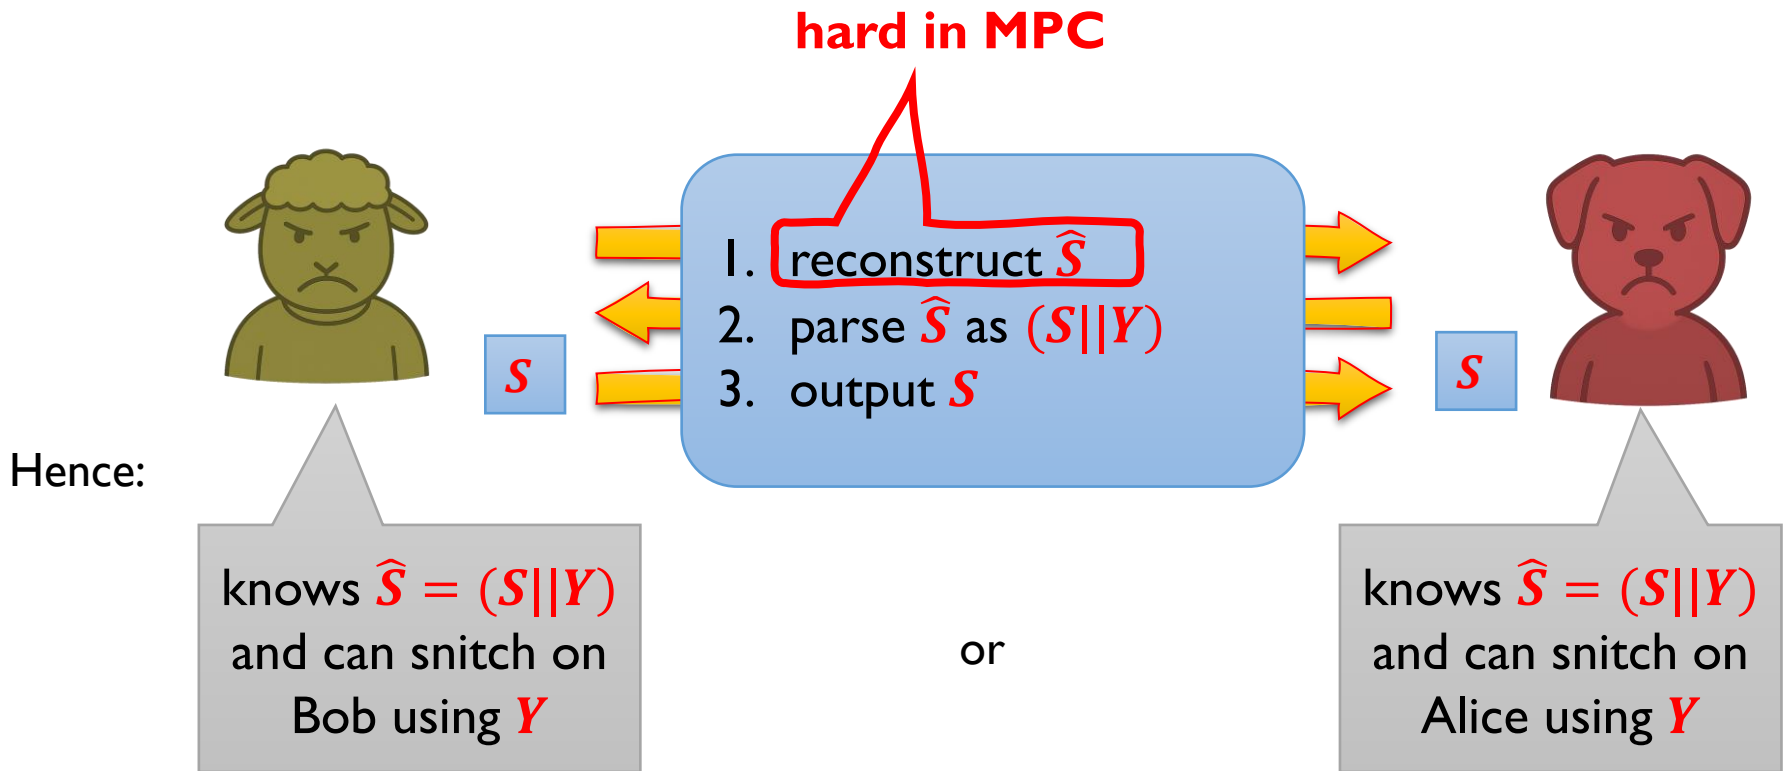 hard in MPC
1. reconstruct Ŝ
2. parse Ŝ as (S||Y)
3. output S
S
S
Hence:
knows Ŝ = (S||Y)
and can snitch on
Bob using Y
or
knows Ŝ = (S||Y)
and can snitch on
Alice using Y